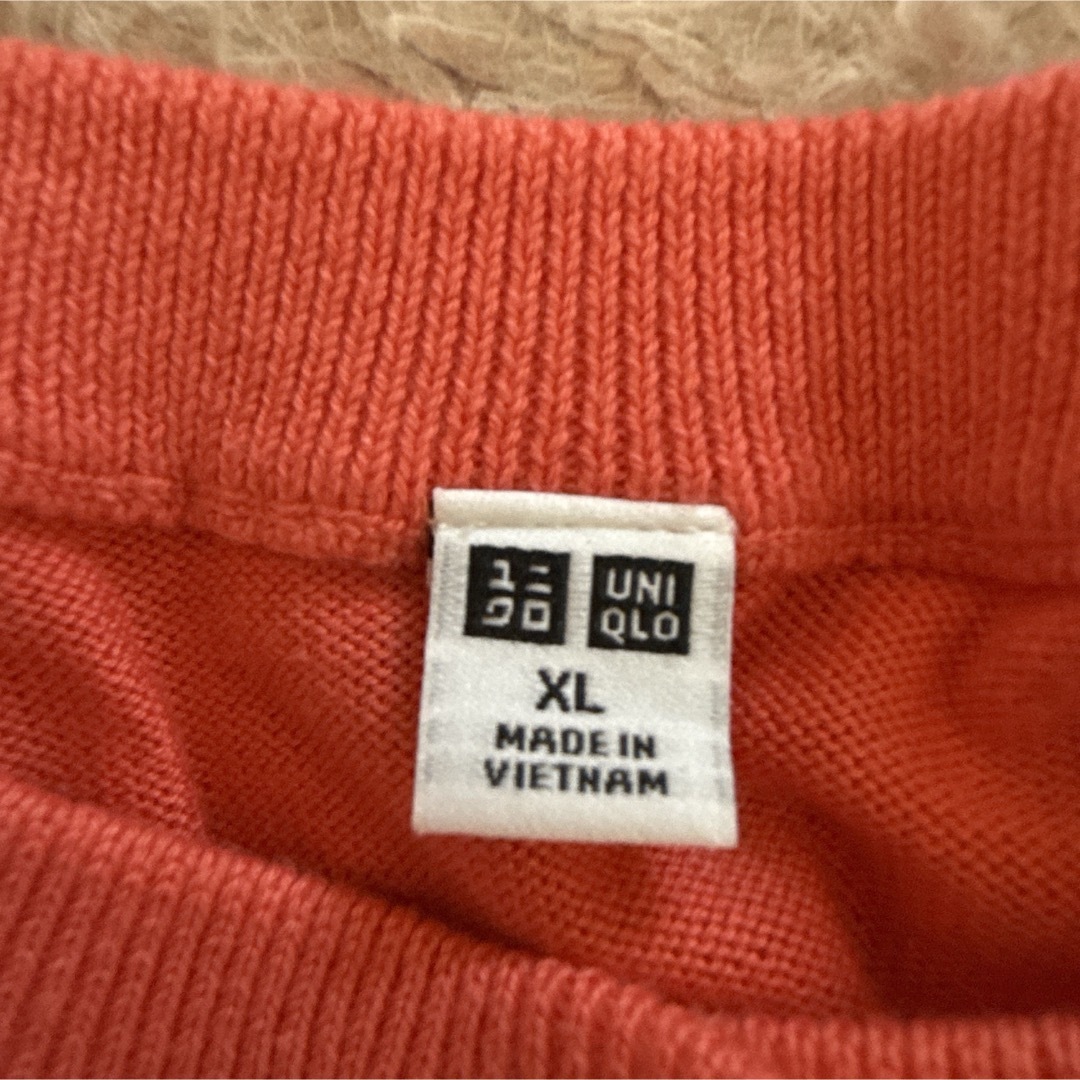 ユニ UNI
クロ QLO
XL
MADE IN
VIETNAM